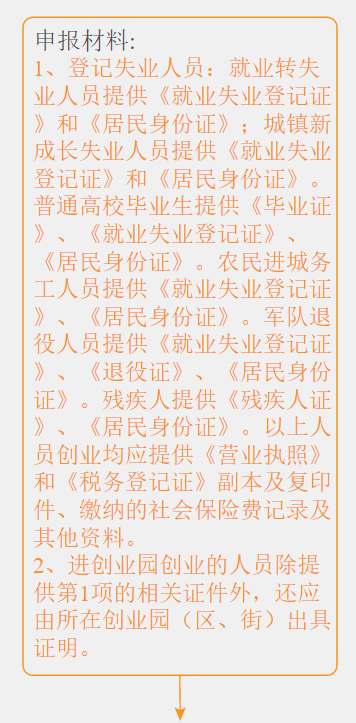 申报材料:
1、登记失业人员：就业转失
业人员提供《就业失业登记证
》和《居民身份证》；城镇新
成长失业人员提供《就业失业
登记证》和《居民身份证》。
普通高校毕业生提供《毕业证
》、《就业失业登记证》、
《居民身份证》。农民进城务
工人员提供《就业失业登记证
》、《居民身份证》。军队退
役人员提供《就业失业登记证
》、《退役证》、《居民身份
证》。残疾人提供《残疾人证
》、《居民身份证》。以上人
员创业均应提供《营业执照》
和《税务登记证》副本及复印
件、缴纳的社会保险费记录及
其他资料。
2、进创业园创业的人员除提
供第1项的相关证件外，还应
由所在创业园（区、街）出具
证明。